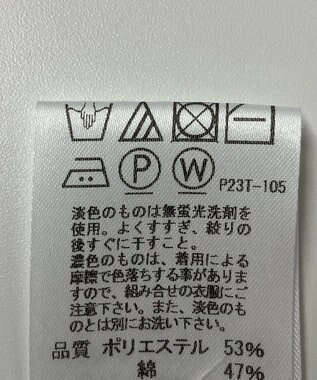 P W P23T-105
淡色のものは無蛍光洗剤を
使用。よくすすぎ、絞りの
後すぐに干すこと。
濃色のものは、着用による
摩擦で色落ちする事があり
ますので、組み合せの衣服にご
注意下さい。また、淡色のも
のとは別にお洗い下さい。
品質 ポリエステル 53%
綿 47%